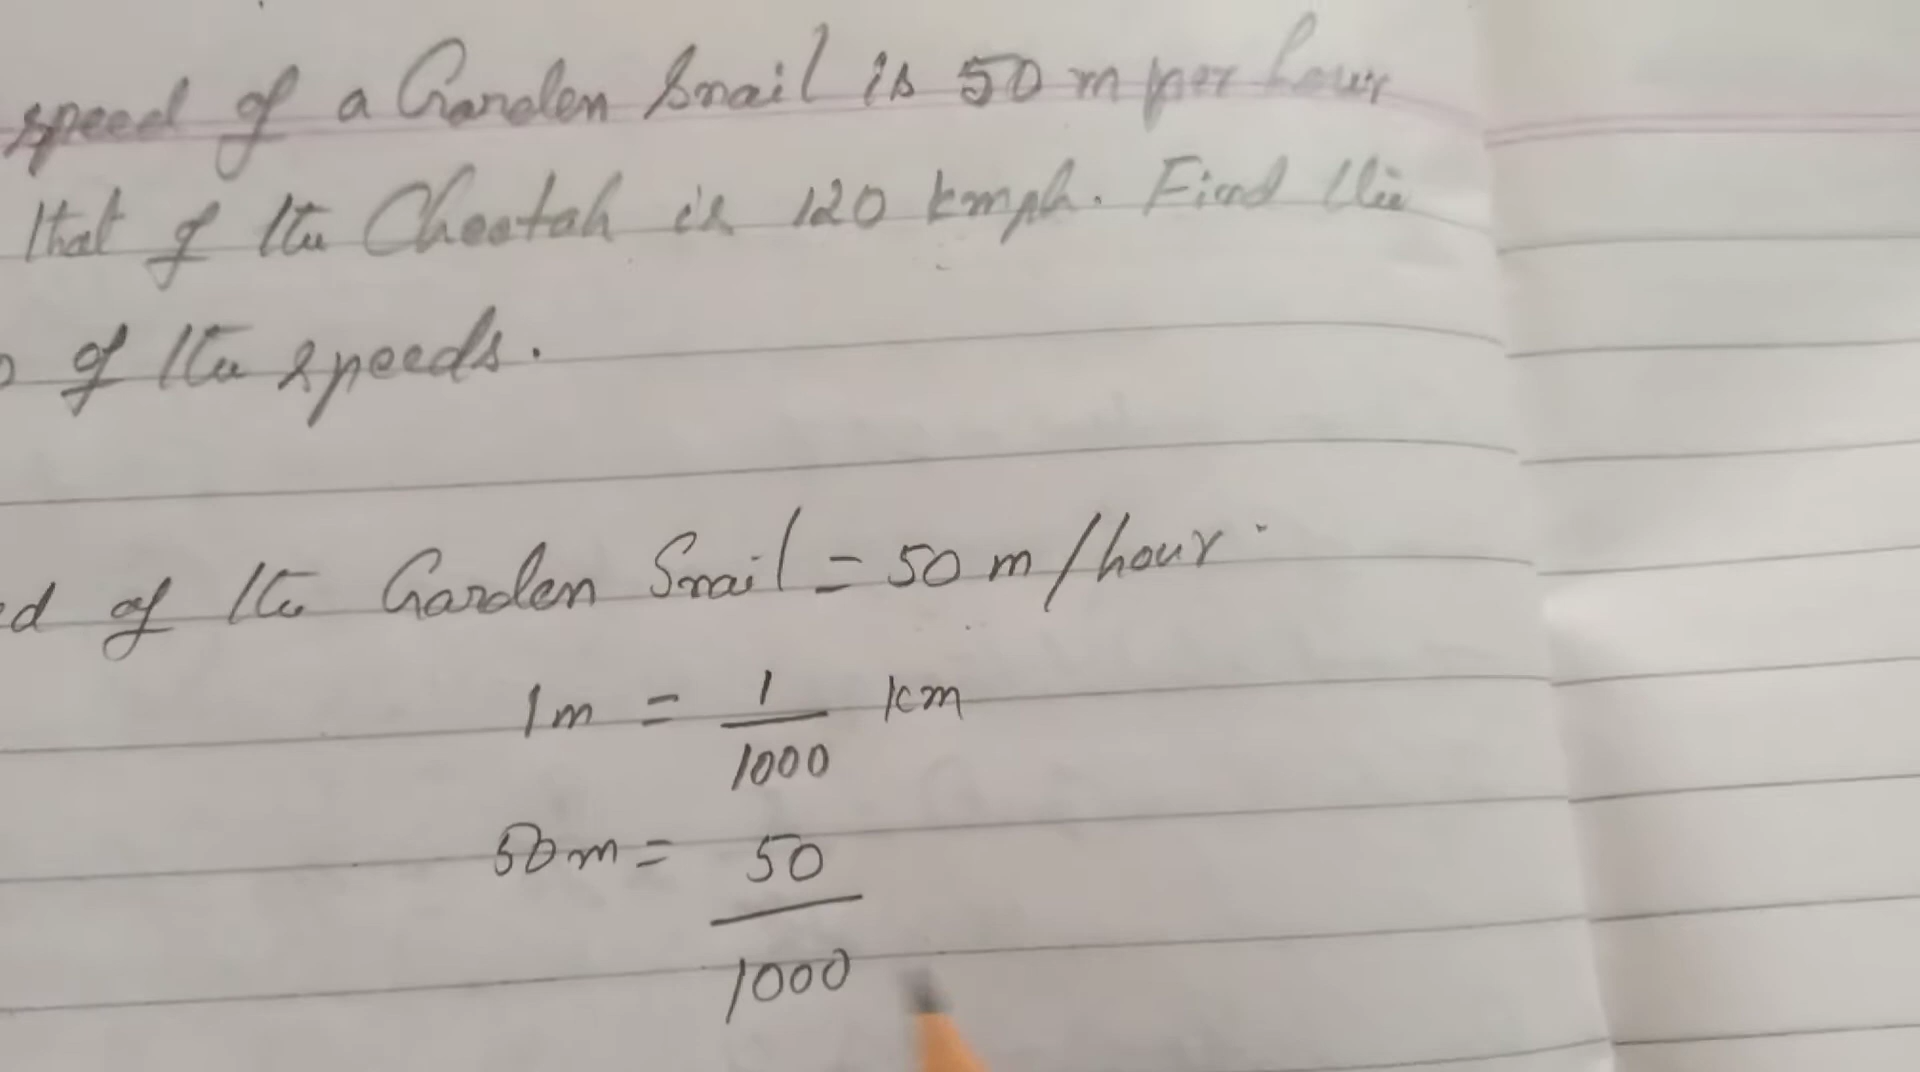 speed of a Garden Snail is 50 m per hour
that of the Cheetah is 120 kmph. Find the
of the speeds.
of the Garden Snail = 50 m/hour.
1m = 1/1000 km
50m = 50/1000